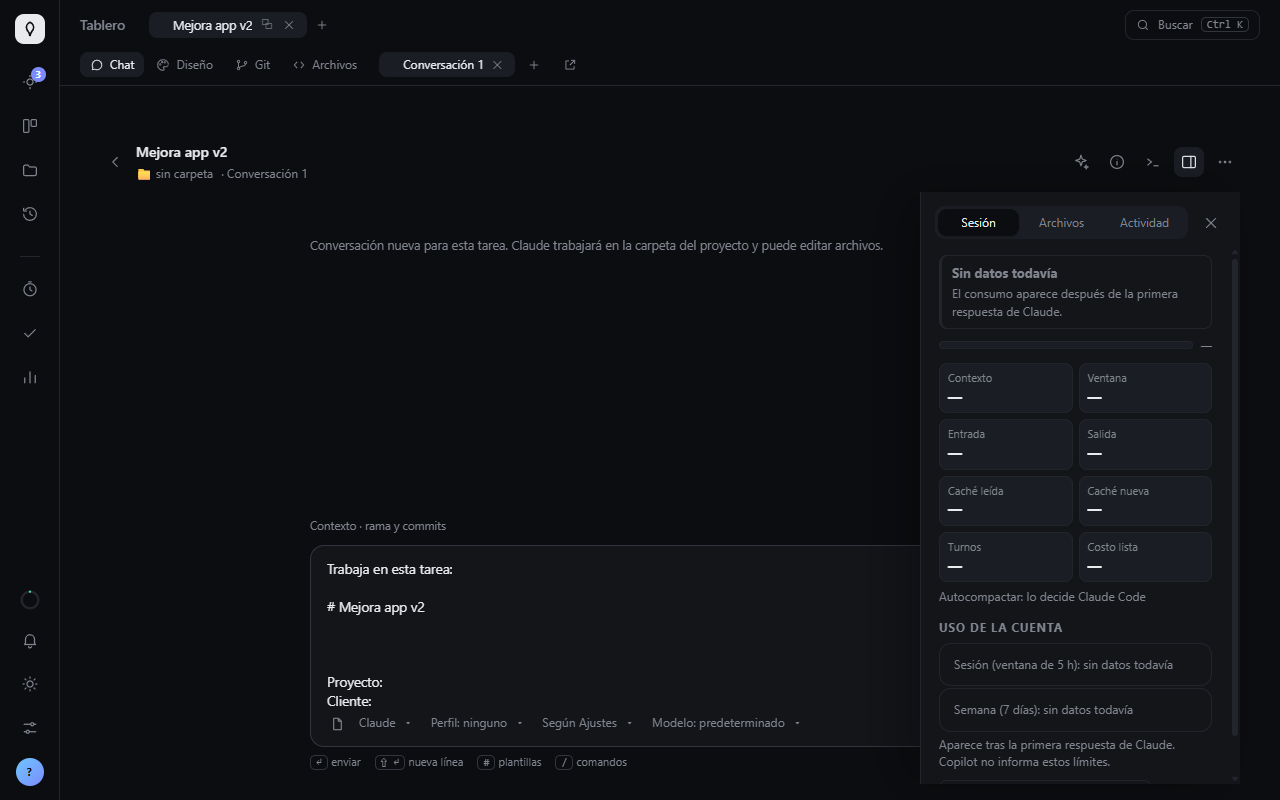 Tablero
Mejora app v2
Buscar Ctrl K
3
Chat
Diseño
Git
Archivos
Conversación 1
Mejora app v2
sin carpeta · Conversación 1
Sesión
Archivos
Actividad
Conversación nueva para esta tarea. Claude trabajará en la carpeta del proyecto y puede editar archivos.
Sin datos todavía
El consumo aparece después de la primera
respuesta de Claude.
—
Contexto
—
Ventana
—
Entrada
—
Salida
—
Caché leída
—
Caché nueva
—
Turnos
—
Costo lista
—
Autocompactar: lo decide Claude Code
USO DE LA CUENTA
Sesión (ventana de 5 h): sin datos todavía
Semana (7 días): sin datos todavía
Aparece tras la primera respuesta de Claude.
Copilot no informa estos límites.
Contexto · rama y commits
Trabaja en esta tarea:
# Mejora app v2
Proyecto:
Cliente:
Claude
Perfil: ninguno
Según Ajustes
Modelo: predeterminado
↵ enviar
⇧ ↵ nueva línea
# plantillas
/ comandos
?